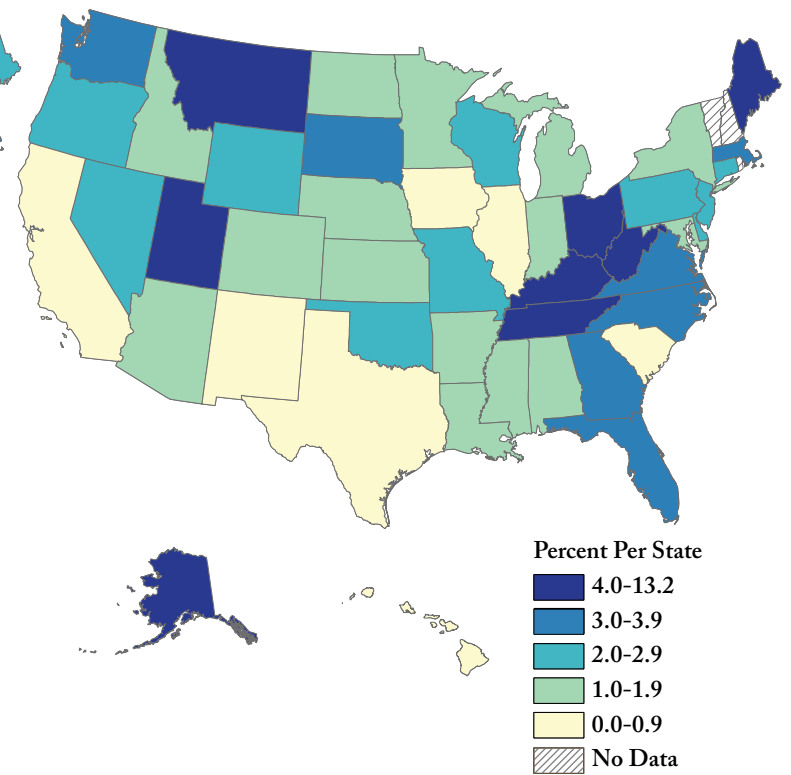 Percent Per State
4.0-13.2
3.0-3.9
2.0-2.9
1.0-1.9
0.0-0.9
No Data